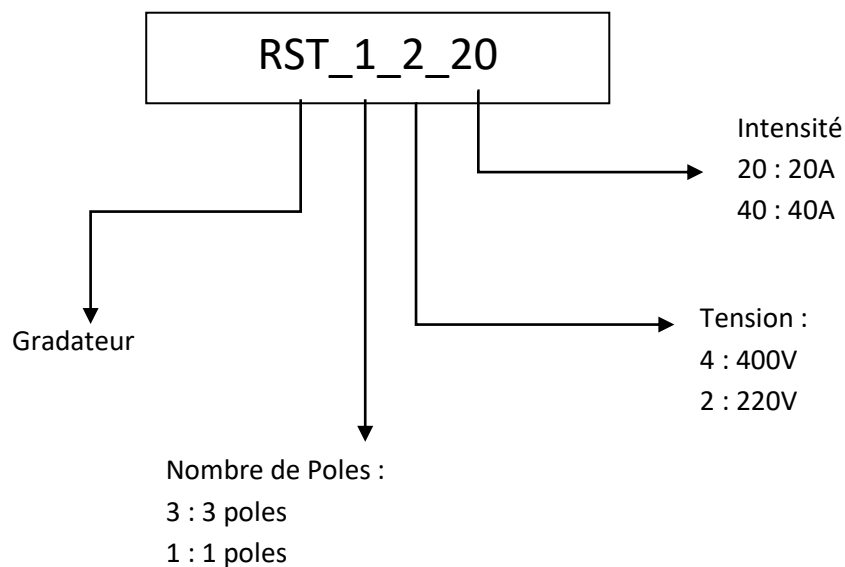 RST_1_2_20
Intensité
20 : 20A
40 : 40A
Tension :
4 : 400V
2 : 220V
Gradateur
Nombre de Poles :
3 : 3 poles
1 : 1 poles